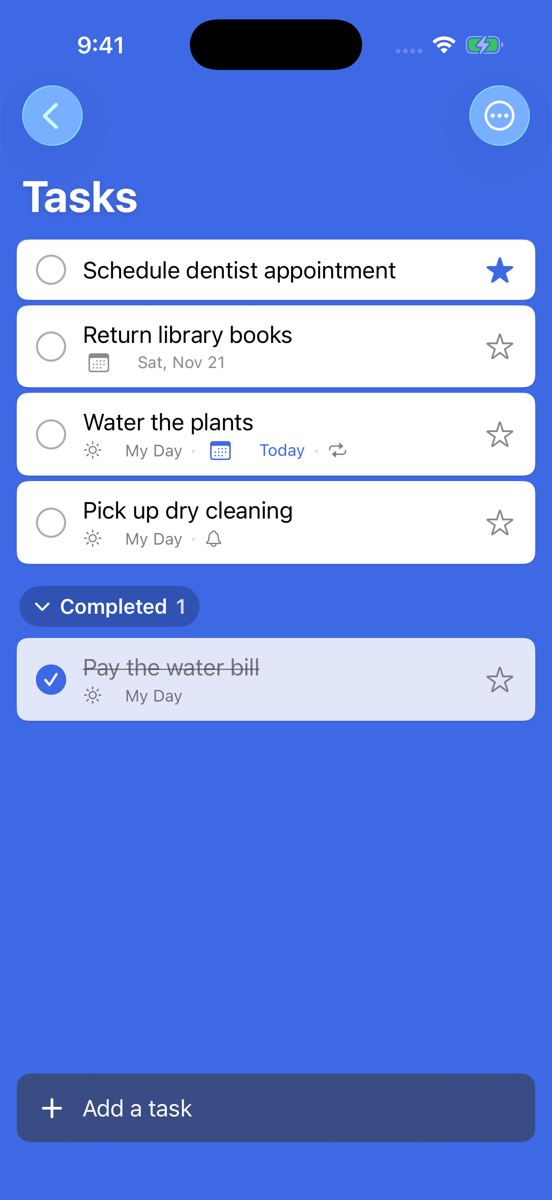 9:41
Tasks
Schedule dentist appointment
Return library books
Sat, Nov 21
Water the plants
My Day · Today ·
Pick up dry cleaning
My Day ·
Completed 1
Pay the water bill
My Day
Add a task